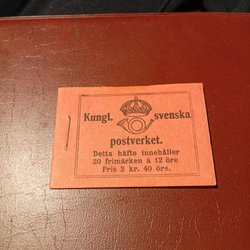 Kungl. svenska
postverket.
Detta häfte innehåller
20 frimärken à 12 öre.
Pris 2 kr. 40 öre.